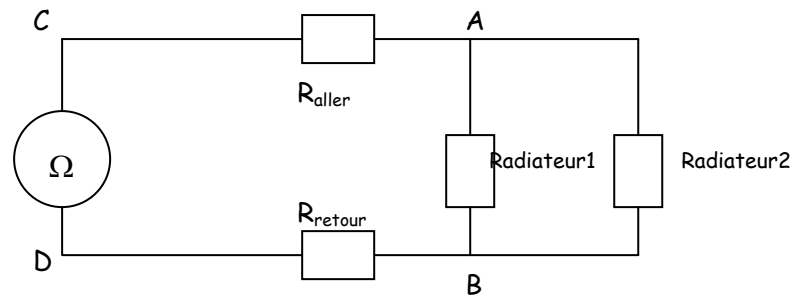 C
A
R_aller
Ω
Radiateur1
Radiateur2
R_retour
D
B